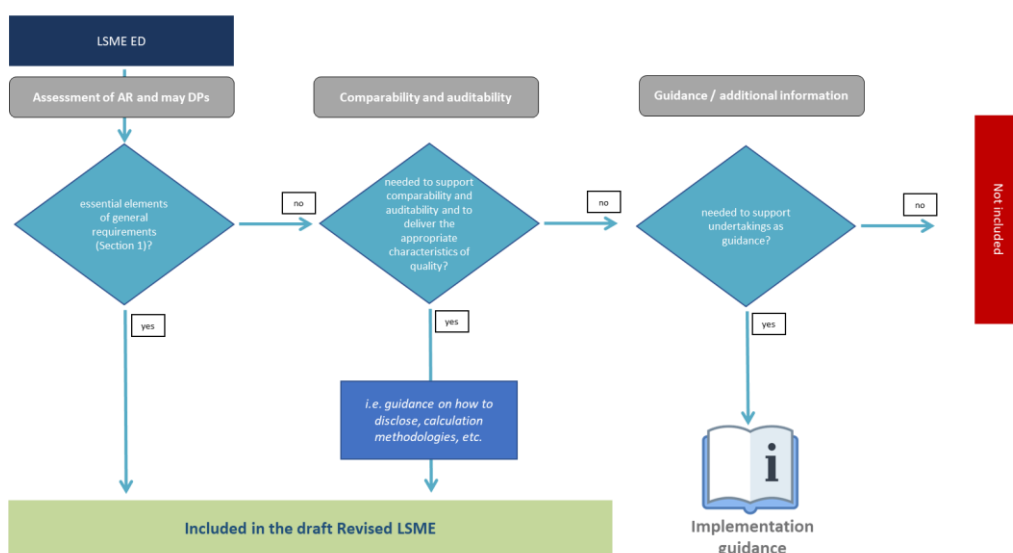 LSME ED
Assessment of AR and may DPs
Comparability and auditability
Guidance / additional information
essential elements
of general
requirements
(Section 1)?
no
needed to support
comparability and
auditability and to
deliver the
appropriate
characteristics of
quality?
no
needed to support
undertakings as
guidance?
no
Not included
yes
yes
yes
i.e. guidance on how to
disclose, calculation
methodologies, etc.
i
Included in the draft Revised LSME
Implementation
guidance